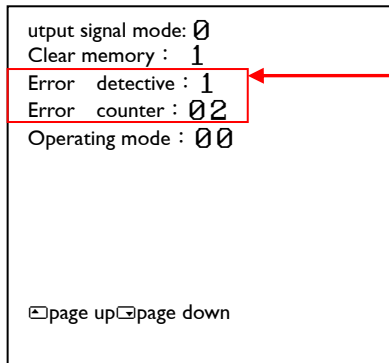 utput signal mode: 0
Clear memory： 1
Error detective：1
Error counter：02
Operating mode：00
page up page down